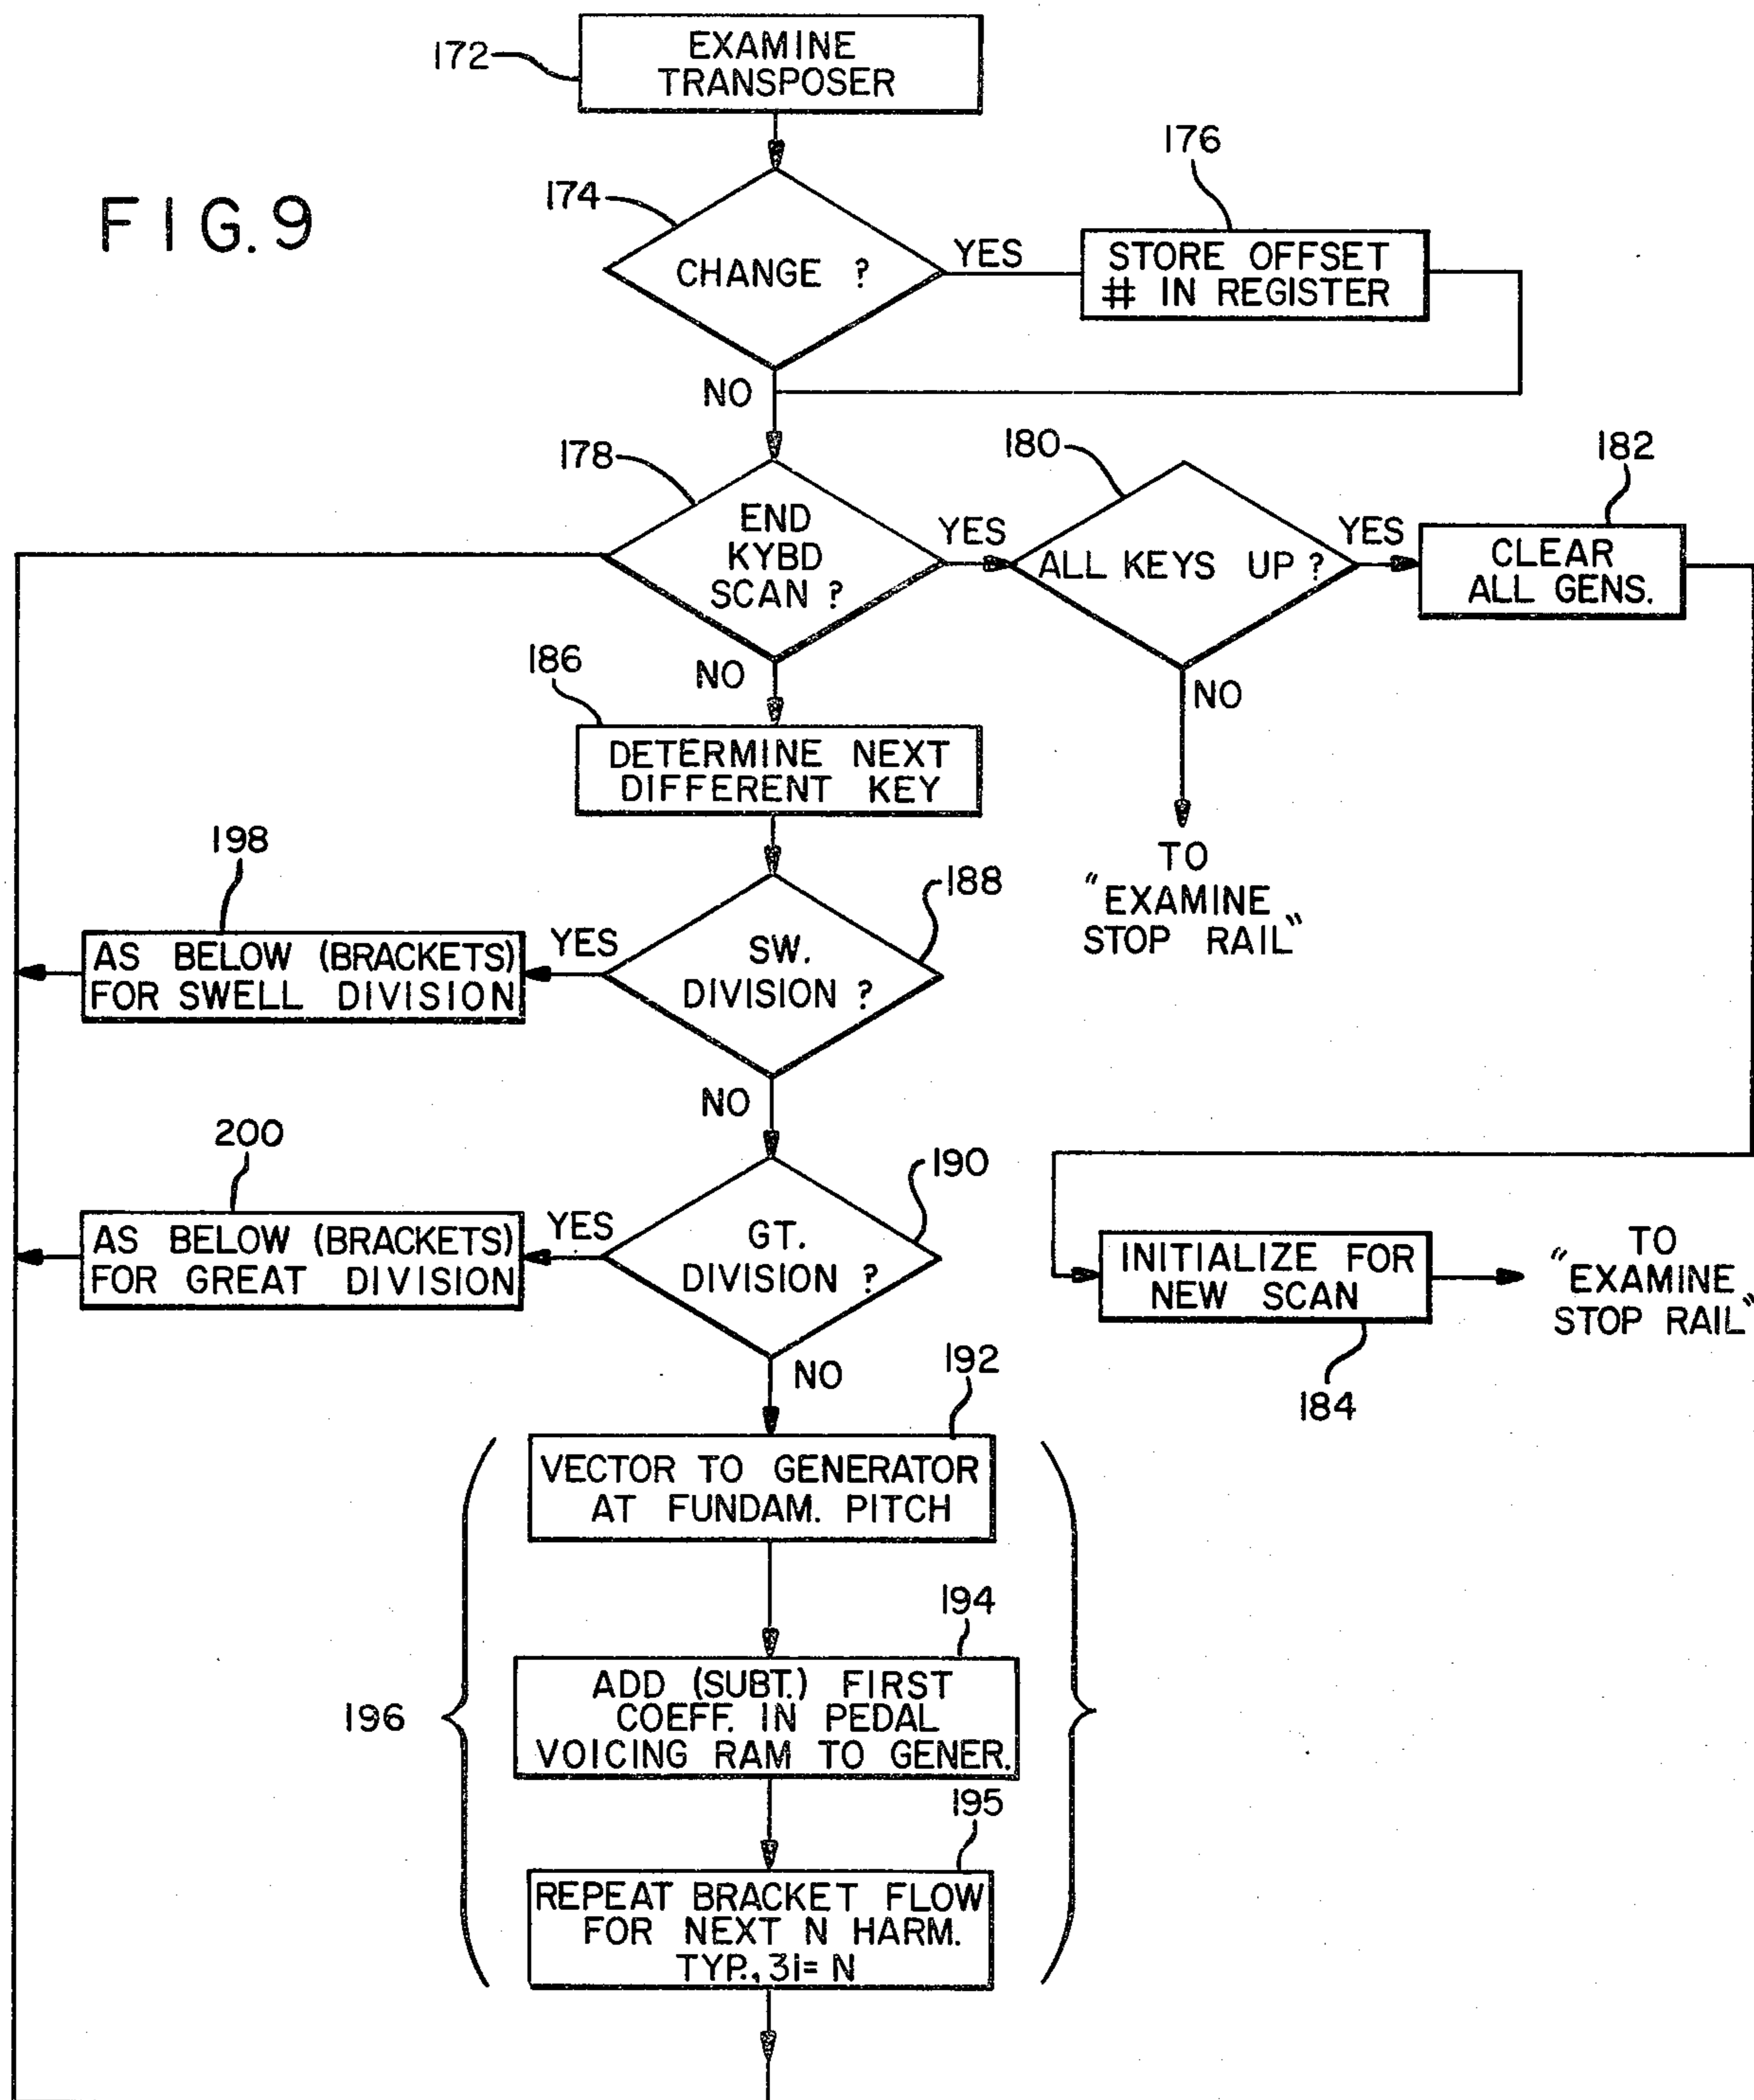 FIG. 9
172
EXAMINE
TRANSPOSER
174
CHANGE ?
YES
176
STORE OFFSET
# IN REGISTER
NO
178
END
KYBD
SCAN ?
YES
180
ALL KEYS UP ?
YES
182
CLEAR
ALL GENS.
NO
NO
TO
"EXAMINE
STOP RAIL"
186
DETERMINE NEXT
DIFFERENT KEY
188
SW.
DIVISION ?
YES
198
AS BELOW (BRACKETS)
FOR SWELL DIVISION
NO
190
GT.
DIVISION ?
YES
200
AS BELOW (BRACKETS)
FOR GREAT DIVISION
NO
INITIALIZE FOR
NEW SCAN
184
TO
"EXAMINE
STOP RAIL"
192
VECTOR TO GENERATOR
AT FUNDAM. PITCH
194
ADD (SUBT.) FIRST
COEFF. IN PEDAL
VOICING RAM TO GENER.
196
195
REPEAT BRACKET FLOW
FOR NEXT N HARM.
TYP., 31= N